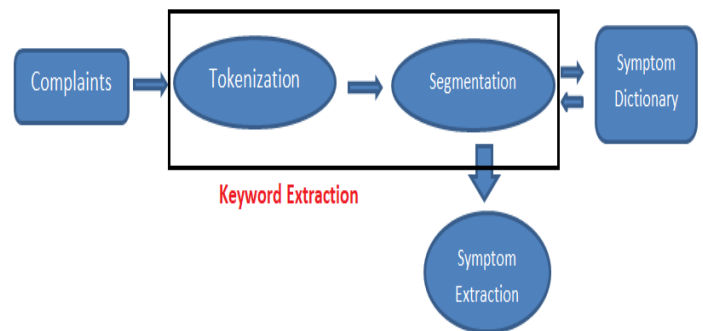 Complaints
Tokenization
Segmentation
Symptom
Dictionary
Keyword Extraction
Symptom
Extraction